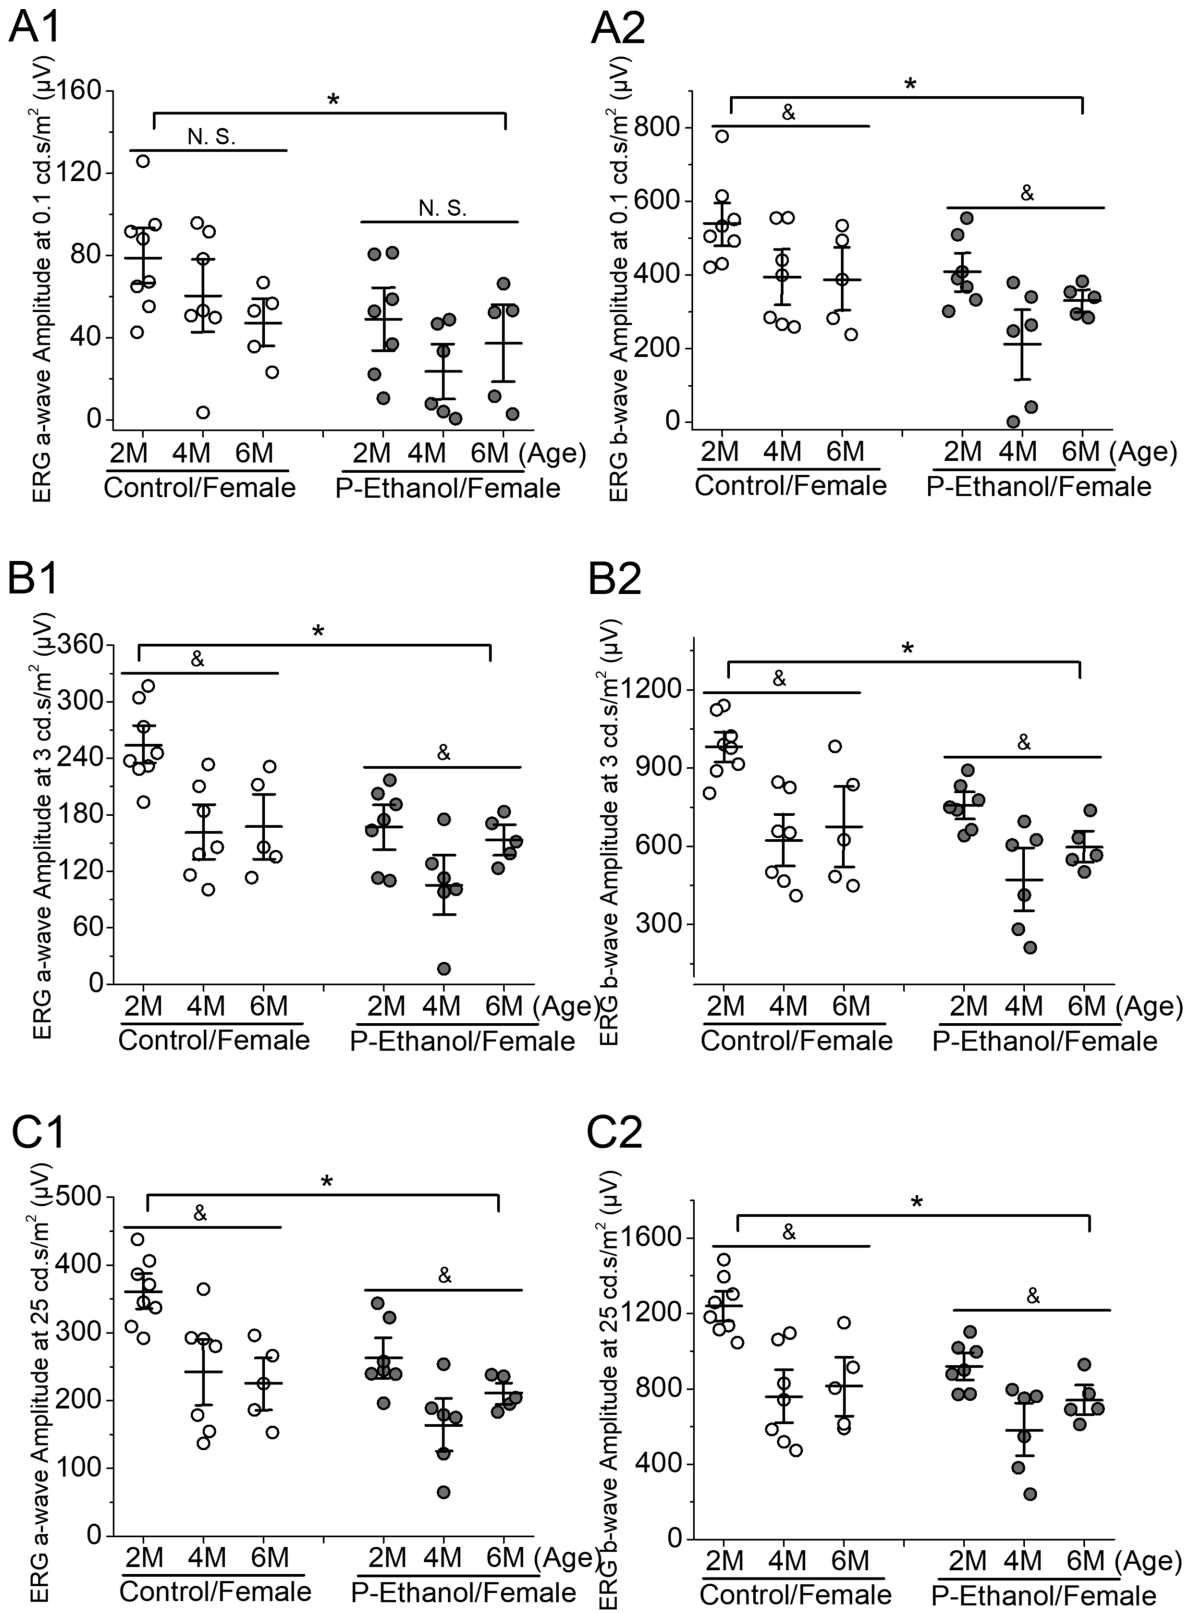 A1
ERG a-wave Amplitude at 0.1 cd.s/m² (µV)
160
120
80
40
0
*
N. S.
N. S.
2M 4M 6M 2M 4M 6M (Age)
Control/Female P-Ethanol/Female
A2
ERG b-wave Amplitude at 0.1 cd.s/m² (µV)
800
600
400
200
0
*
&
&
2M 4M 6M 2M 4M 6M (Age)
Control/Female P-Ethanol/Female
B1
ERG a-wave Amplitude at 3 cd.s/m² (µV)
360
300
240
180
120
60
0
*
&
&
2M 4M 6M 2M 4M 6M (Age)
Control/Female P-Ethanol/Female
B2
ERG b-wave Amplitude at 3 cd.s/m² (µV)
1200
900
600
300
*
&
&
2M 4M 6M 2M 4M 6M (Age)
Control/Female P-Ethanol/Female
C1
ERG a-wave Amplitude at 25 cd.s/m² (µV)
500
400
300
200
100
0
*
&
&
2M 4M 6M 2M 4M 6M (Age)
Control/Female P-Ethanol/Female
C2
ERG b-wave Amplitude at 25 cd.s/m² (µV)
1600
1200
800
400
0
*
&
&
2M 4M 6M 2M 4M 6M (Age)
Control/Female P-Ethanol/Female